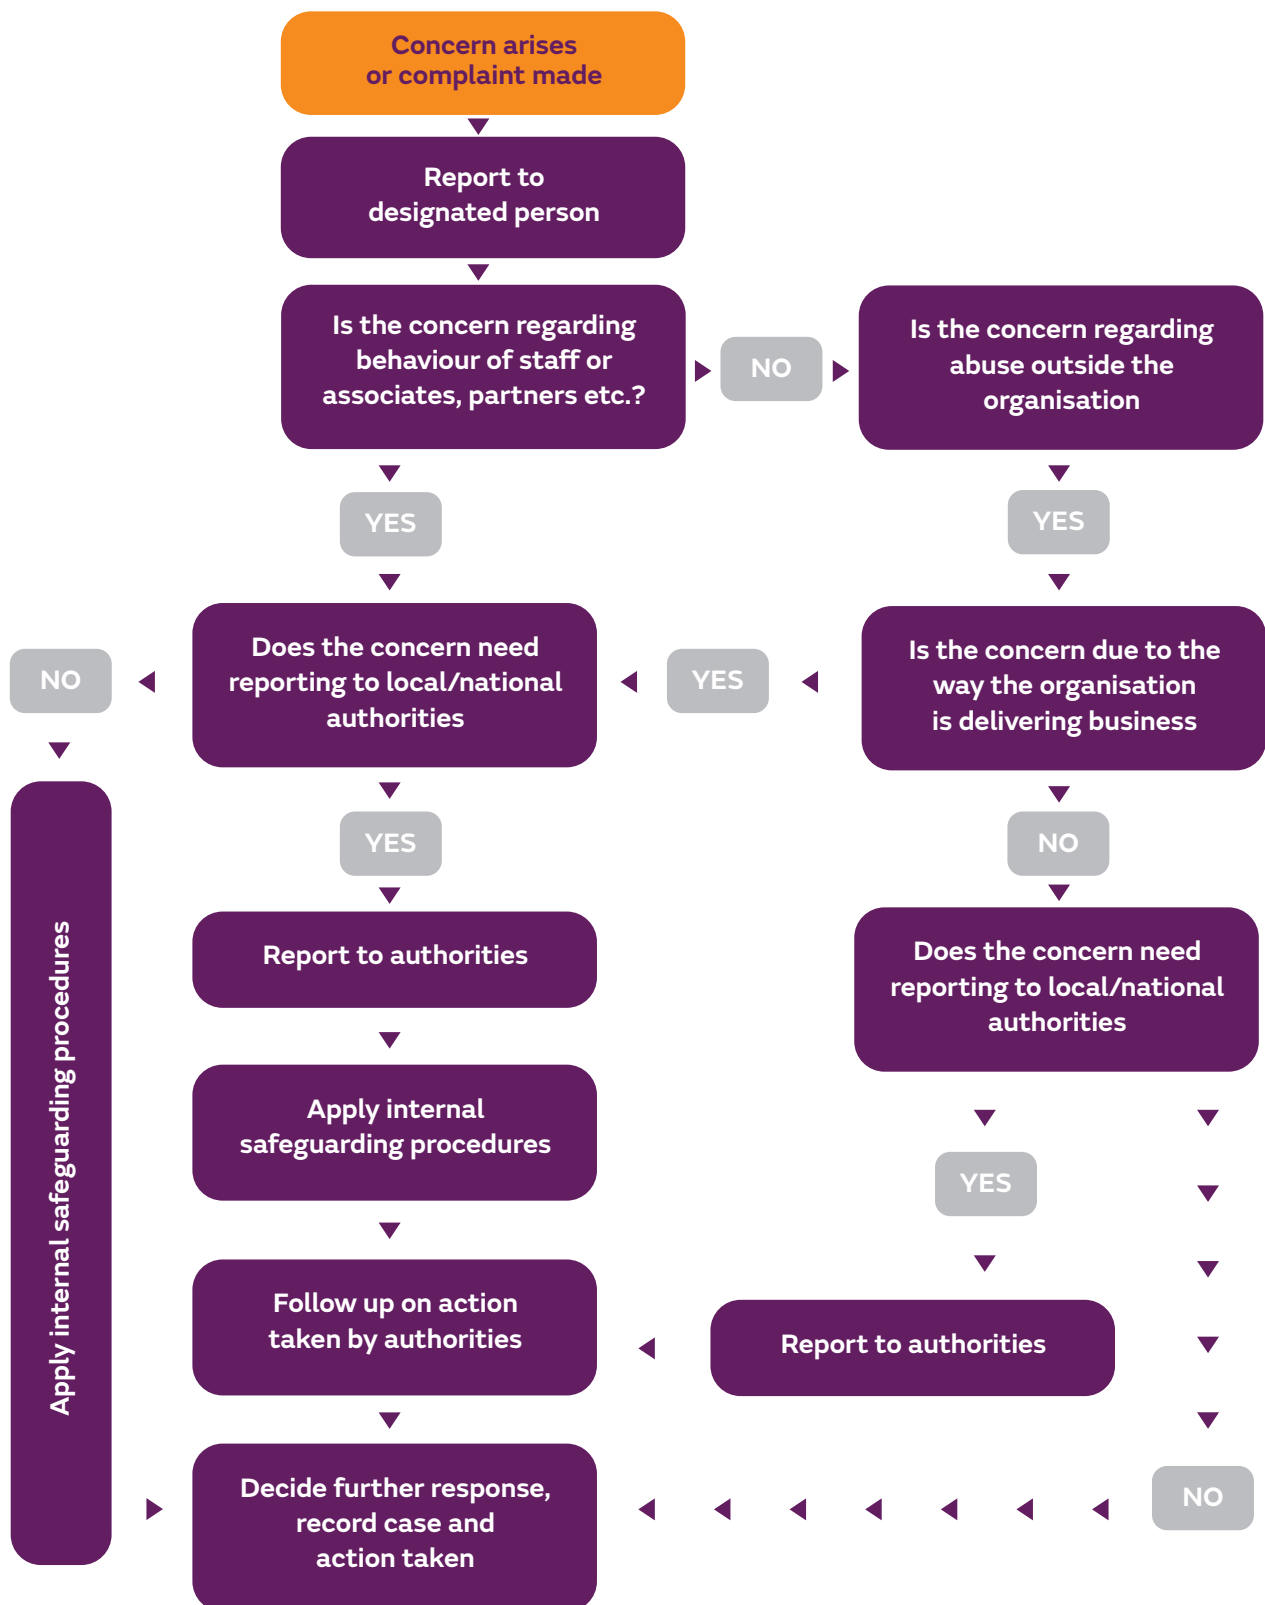 Concern arises
or complaint made
Report to
designated person
Is the concern regarding
behaviour of staff or
associates, partners etc.?
NO
Is the concern regarding
abuse outside the
organisation
YES
YES
NO
Does the concern need
reporting to local/national
authorities
YES
Is the concern due to the
way the organisation
is delivering business
YES
NO
Apply internal safeguarding procedures
Report to authorities
Does the concern need
reporting to local/national
authorities
Apply internal
safeguarding procedures
YES
Follow up on action
taken by authorities
Report to authorities
Decide further response,
record case and
action taken
NO